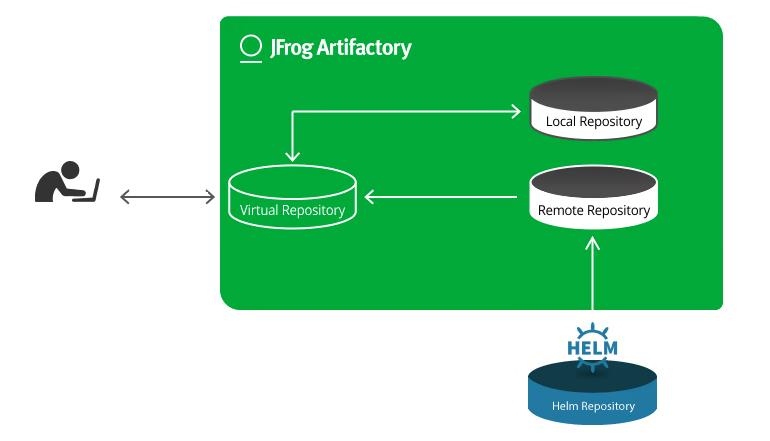 JFrog Artifactory
Local Repository
Virtual Repository
Remote Repository
HELM
Helm Repository